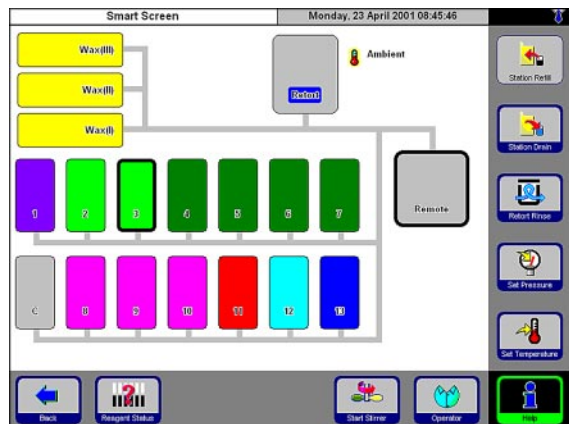 Smart Screen
Monday, 23 April 2001 08:45:46
Wax(III)
Wax(II)
Wax(I)
Retort
Ambient
Remote
1
2
3
4
5
6
7
C
8
9
10
11
12
13
Station Refill
Station Drain
Retort Rinse
Set Pressure
Set Temperature
Back
Reagent Status
Start Stirrer
Operator
Help